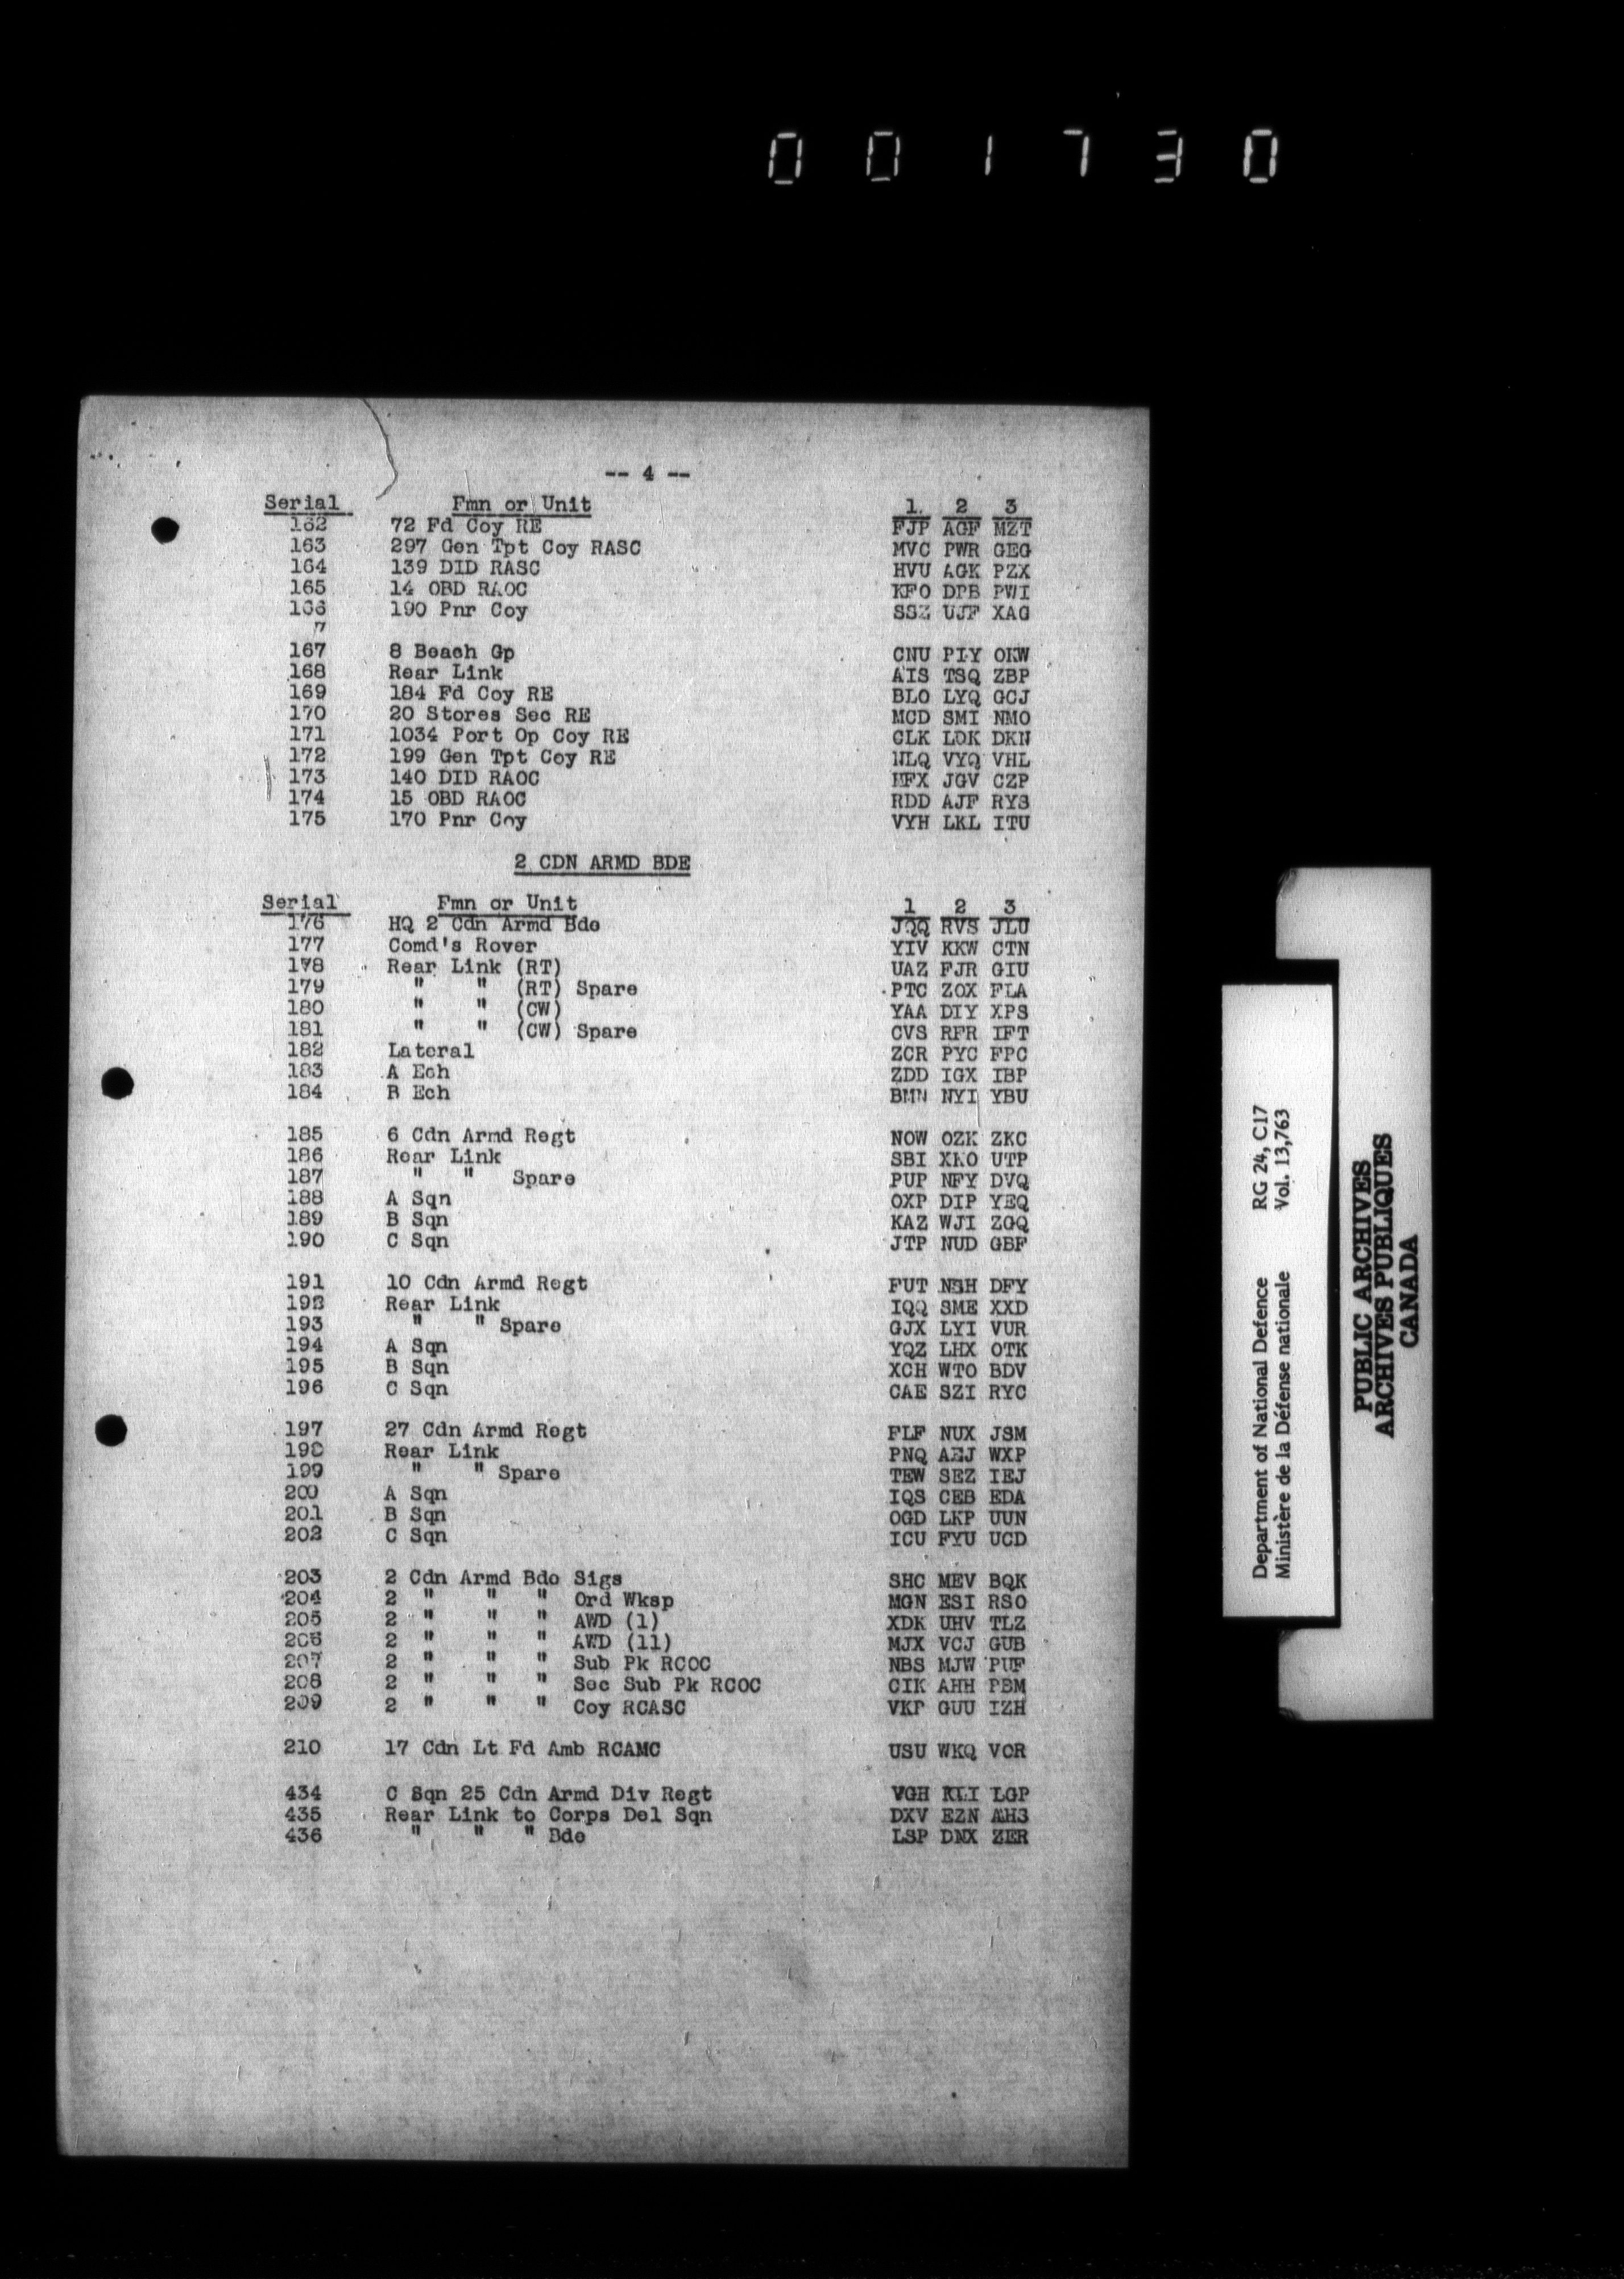 001730
-- 4 --
Serial Fmn or Unit 1. 2 3
162 72 Fd Coy RE FJP AGF MZT
163 297 Gen Tpt Coy RASC MVC PWR GEG
164 139 DID RASC HVU AGK PZX
165 14 OBD RAOC KFO DPB PWI
166 190 Pnr Coy SSZ UJF XAG
7
167 8 Beach Gp CNU PIY OKW
168 Rear Link AIS TSQ ZBP
169 184 Fd Coy RE BLO LYQ GCJ
170 20 Stores Sec RE MCD SMI NMO
171 1034 Port Op Coy RE CLK LOK DKN
172 199 Gen Tpt Coy RE NLQ VYQ VHL
173 140 DID RAOC MFX JGV CZP
174 15 OBD RAOC RDD AJF RYS
175 170 Pnr Coy VYH LKL ITU
2 CDN ARMD BDE
Serial Fmn or Unit 1 2 3
176 HQ 2 Cdn Armd Bde JQQ RVS JLU
177 Comd's Rover YIV KKW CTN
178 Rear Link (RT) UAZ FJR GIU
179 " " (RT) Spare PTC ZOX FLA
180 " " (CW) YAA DIY XPS
181 " " (CW) Spare CVS RFR IFT
182 Lateral ZCR PYC FPC
183 A Ech ZDD IGX IBP
184 B Ech BMN NYI YBU
185 6 Cdn Armd Regt NOW OZK ZKC
186 Rear Link SBI XKO UTP
187 " " Spare PUP NFY DVQ
188 A Sqn OXP DIP YEQ
189 B Sqn KAZ WJI ZGQ
190 C Sqn JTP NUD GBF
191 10 Cdn Armd Regt FUT NSH DFY
192 Rear Link IQQ SME XXD
193 " " Spare GJX LYI VUR
194 A Sqn YQZ LHX OTK
195 B Sqn XCH WTO BDV
196 C Sqn CAE SZI RYC
197 27 Cdn Armd Regt FLF NUX JSM
198 Rear Link PNQ AEJ WXP
199 " " Spare TEW SEZ IEJ
200 A Sqn IQS CEB EDA
201 B Sqn OGD LKP UUN
202 C Sqn ICU FYU UCD
203 2 Cdn Armd Bde Sigs SHC MEV BQK
204 2 " " " Ord Wksp MGN ESI RSO
205 2 " " " AWD (1) XDK UHV TLZ
206 2 " " " AWD (11) MJX VCJ GUB
207 2 " " " Sub Pk RCOC NBS MJW PUF
208 2 " " " Sec Sub Pk RCOC CIK AHH PBM
209 2 " " " Coy RCASC VKP GUU IZH
210 17 Cdn Lt Fd Amb RCAMC USU WKQ VOR
434 C Sqn 25 Cdn Armd Div Regt VGH KLI LGP
435 Rear Link to Corps Del Sqn DXV EZN AHS
436 " " " Bde LSP DNX ZER
Department of National Defence RG 24, C17
Ministère de la Défense nationale Vol. 13,763
PUBLIC ARCHIVES
ARCHIVES PUBLIQUES
CANADA